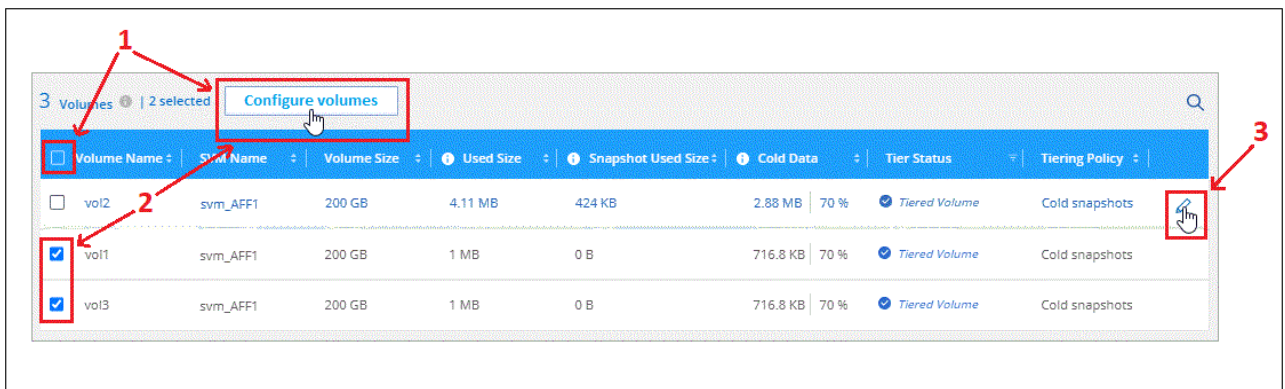 1
3 Volumes | 2 selected Configure volumes
3
Volume Name SVM Name Volume Size Used Size Snapshot Used Size Cold Data Tier Status Tiering Policy
2
vol2 svm_AFF1 200 GB 4.11 MB 424 KB 2.88 MB 70 % Tiered Volume Cold snapshots
vol1 svm_AFF1 200 GB 1 MB 0 B 716.8 KB 70 % Tiered Volume Cold snapshots
vol3 svm_AFF1 200 GB 1 MB 0 B 716.8 KB 70 % Tiered Volume Cold snapshots